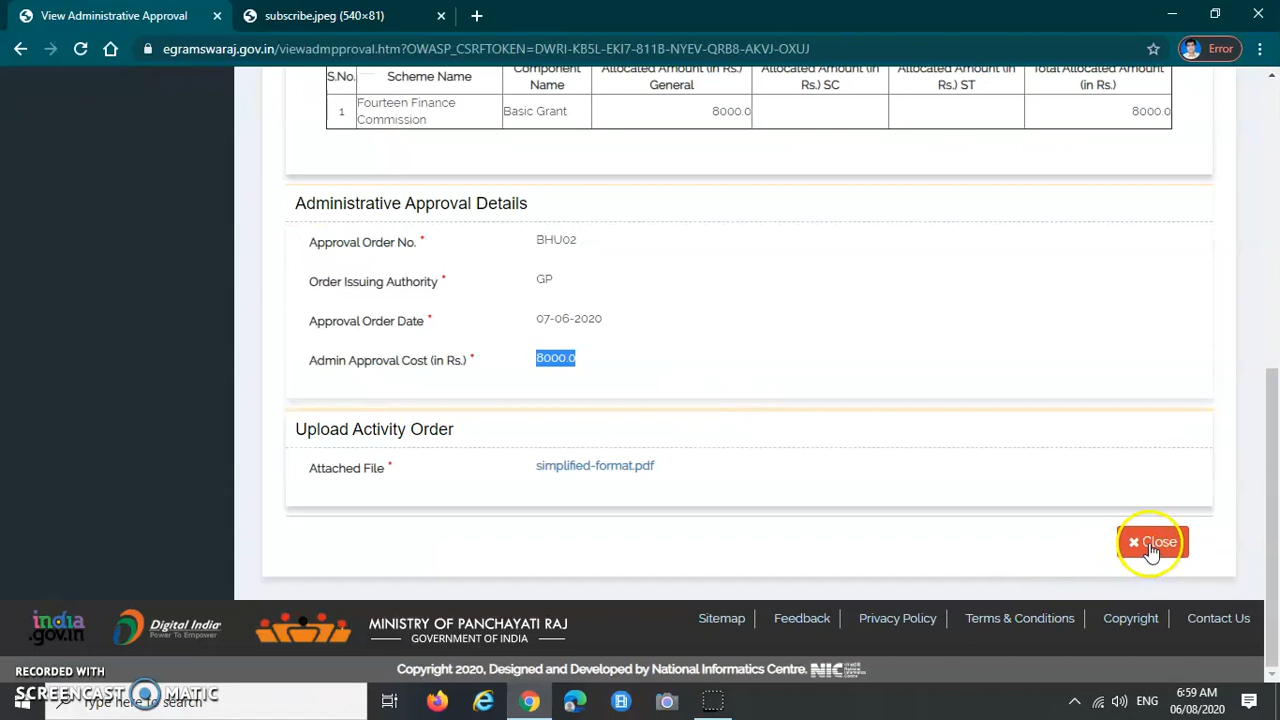 View Administrative Approval
subscribe.jpeg (540×81)
egramswaraj.gov.in/viewadmpproval.htm?OWASP_CSRFTOKEN=DWRI-KB5L-EKI7-811B-NYEV-QRB8-AKVJ-OXUJ
Error
S.No. Scheme Name Component Name Allocated Amount (in Rs.) General Allocated Amount (in Rs.) SC Allocated Amount (in Rs.) ST Total Allocated Amount (in Rs.)
1 Fourteen Finance Commission Basic Grant 8000.0 8000.0
Administrative Approval Details
Approval Order No. * BHU02
Order Issuing Authority * GP
Approval Order Date * 07-06-2020
Admin Approval Cost (in Rs.) * 8000.0
Upload Activity Order
Attached File * simplified-format.pdf
Close
india.gov.in
Digital India
Power To Empower
MINISTRY OF PANCHAYATI RAJ
GOVERNMENT OF INDIA
Sitemap Feedback Privacy Policy Terms & Conditions Copyright Contact Us
Copyright 2020, Designed and Developed by National Informatics Centre. NIC
RECORDED WITH
SCREENCAST MATIC
Type here to search
ENG
6:59 AM
06/08/2020